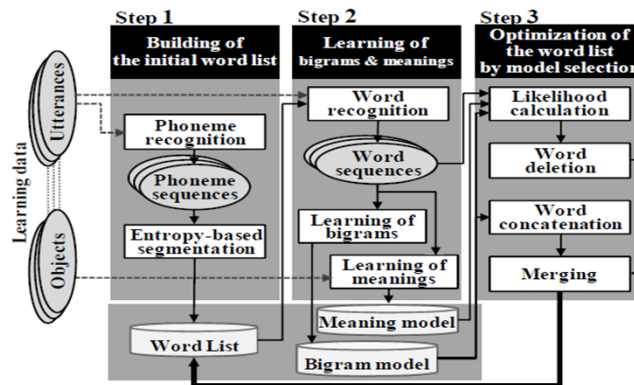 Step 1
Building of
the initial word list
Step 2
Learning of
bigrams & meanings
Step 3
Optimization of
the word list
by model selection
Learning data
Utterances
Objects
Phoneme
recognition
Phoneme
sequences
Entropy-based
segmentation
Word List
Word
recognition
Word
sequences
Learning of
bigrams
Learning of
meanings
Meaning model
Bigram model
Likelihood
calculation
Word
deletion
Word
concatenation
Merging